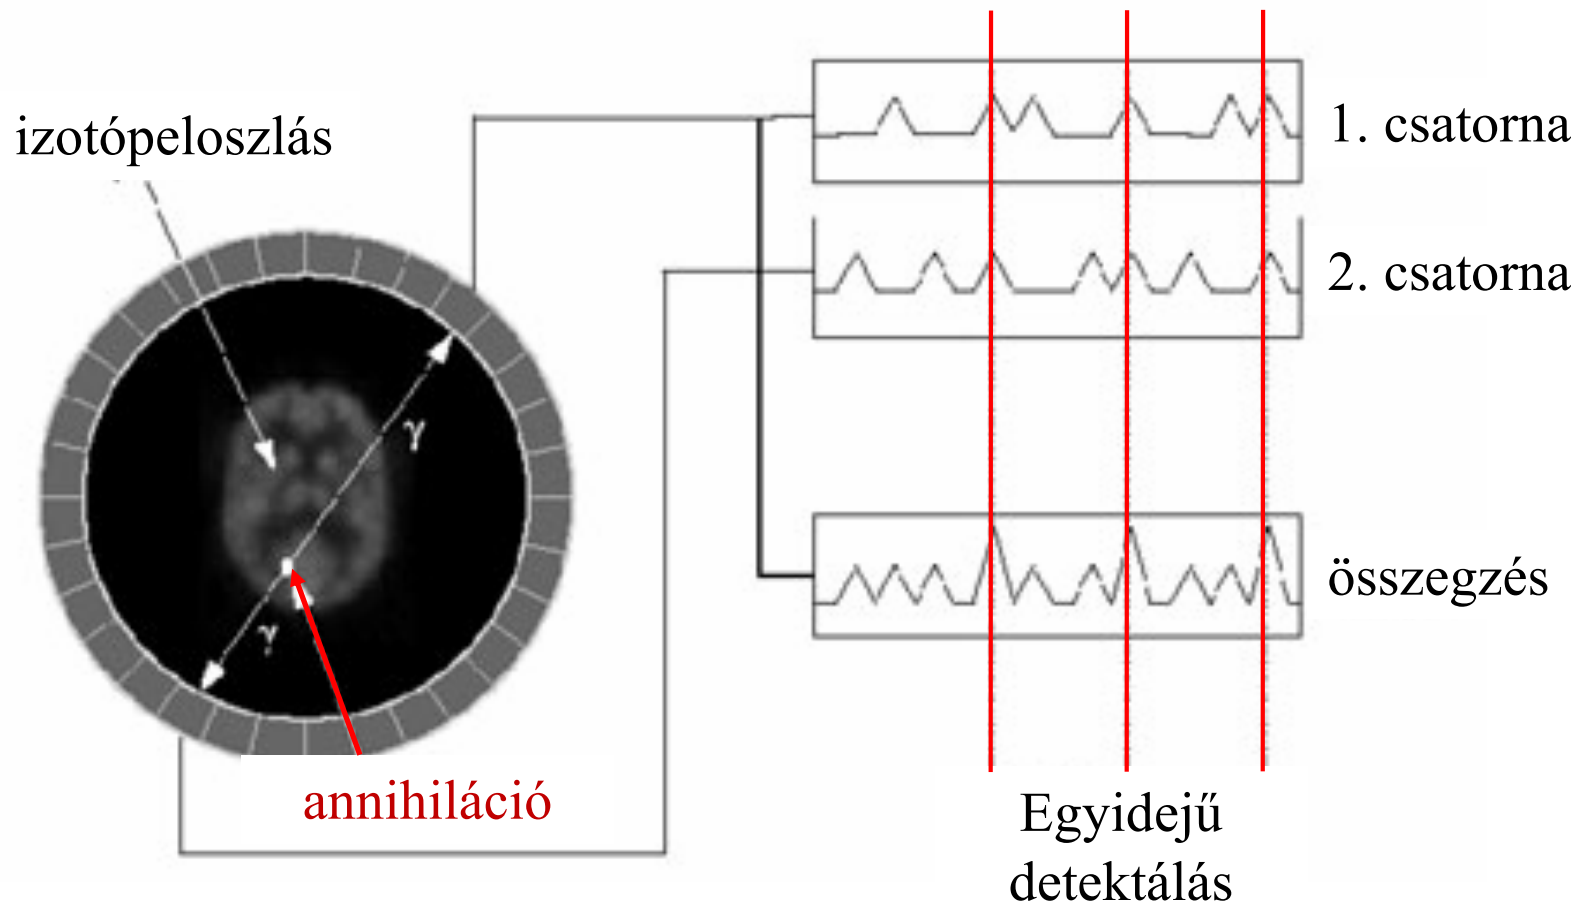 izotópeloszlás
1. csatorna
2. csatorna
γ
γ
összegzés
annihiláció
Egyidejű
detektálás